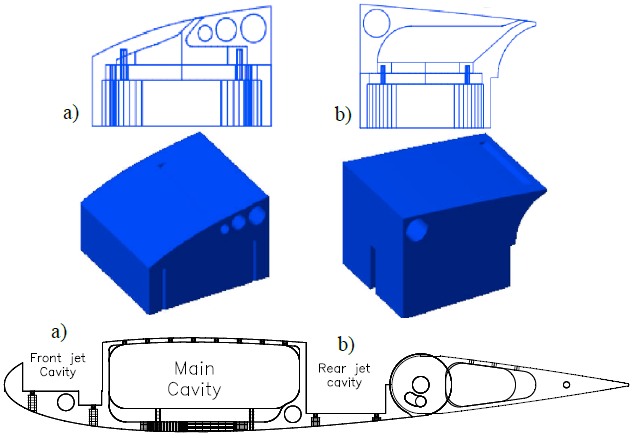 a)
b)
a)
b)
Front jet
Cavity
Main
Cavity
Rear jet
cavity